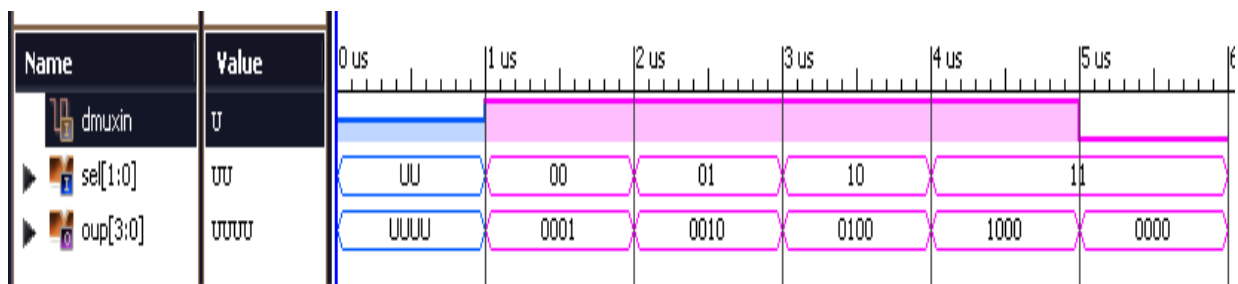 Name Value 0 us 1 us 2 us 3 us 4 us 5 us 6
dmuxin U
sel[1:0] UU UU 00 01 10 11
oup[3:0] UUUU UUUU 0001 0010 0100 1000 0000